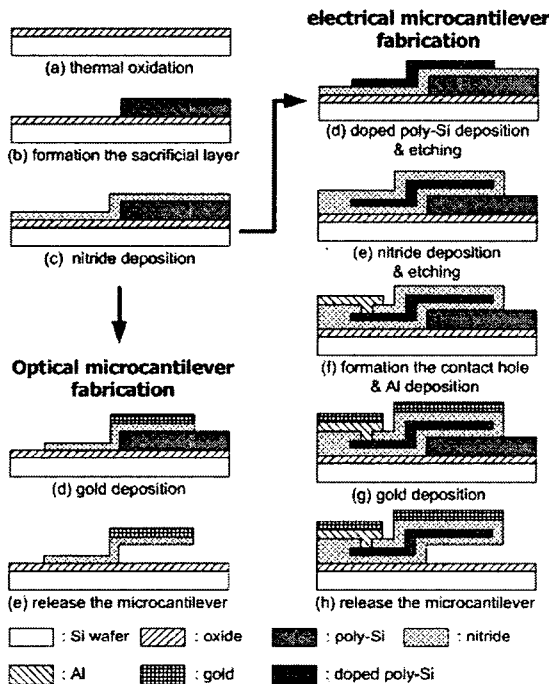 (a) thermal oxidation
(b) formation the sacrificial layer
(c) nitride deposition
Optical microcantilever
fabrication
(d) gold deposition
(e) release the microcantilever
electrical microcantilever
fabrication
(d) doped poly-Si deposition
& etching
(e) nitride deposition
& etching
(f) formation the contact hole
& Al deposition
(g) gold deposition
(h) release the microcantilever
: Si wafer : oxide : poly-Si : nitride
: Al : gold : doped poly-Si